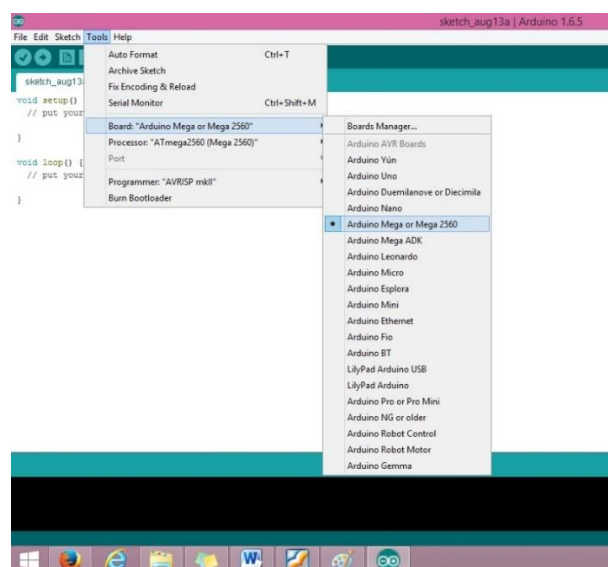 sketch_aug13a | Arduino 1.6.5
File Edit Sketch Tools Help
sketch_aug13
void setup()
// put your
}
void loop() {
// put your
}
Auto Format Ctrl+T
Archive Sketch
Fix Encoding & Reload
Serial Monitor Ctrl+Shift+M
Board: "Arduino Mega or Mega 2560"
Processor: "ATmega2560 (Mega 2560)"
Port
Programmer: "AVRISP mkII"
Burn Bootloader
Boards Manager...
Arduino AVR Boards
Arduino Yún
Arduino Uno
Arduino Duemilanove or Diecimila
Arduino Nano
Arduino Mega or Mega 2560
Arduino Mega ADK
Arduino Leonardo
Arduino Micro
Arduino Esplora
Arduino Mini
Arduino Ethernet
Arduino Fio
Arduino BT
LilyPad Arduino USB
LilyPad Arduino
Arduino Pro or Pro Mini
Arduino NG or older
Arduino Robot Control
Arduino Robot Motor
Arduino Gemma